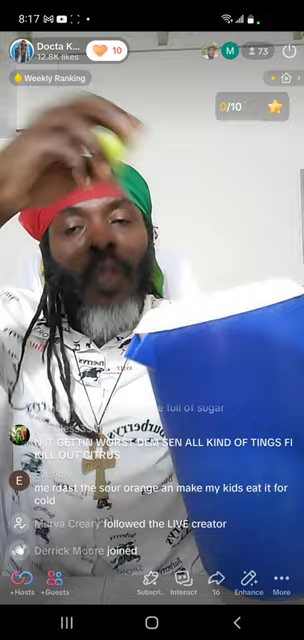 8:17
Docta K...
12.8K likes
10
M
73
Weekly Ranking
0/10
e full of sugar
N IT GETTIN WORST DEM SEN ALL KIND OF TINGS FI
KILL OUT CITRUS
E
me roast the sour orange an make my kids eat it for
cold
Marva Creary followed the LIVE creator
Derrick Moore joined
+Hosts
+Guests
Subscri...
Interact
16
Enhance
More